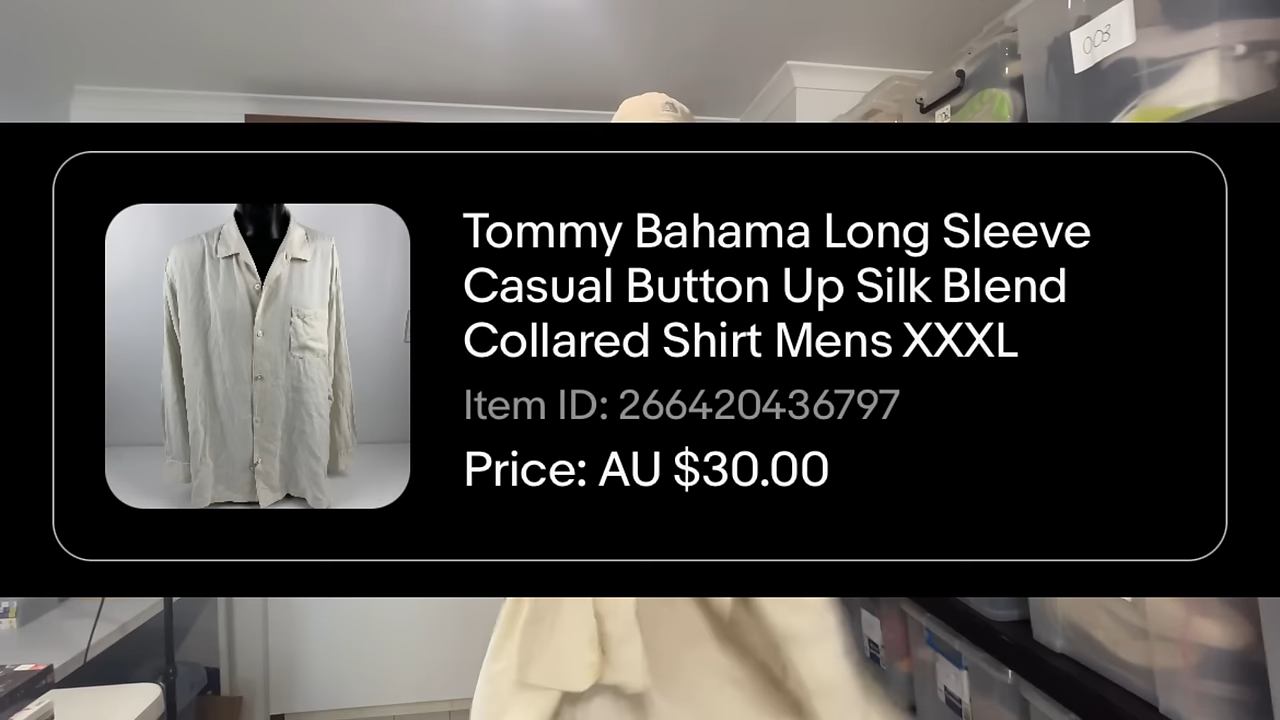 003
Tommy Bahama Long Sleeve
Casual Button Up Silk Blend
Collared Shirt Mens XXXL
Item ID: 266420436797
Price: AU $30.00